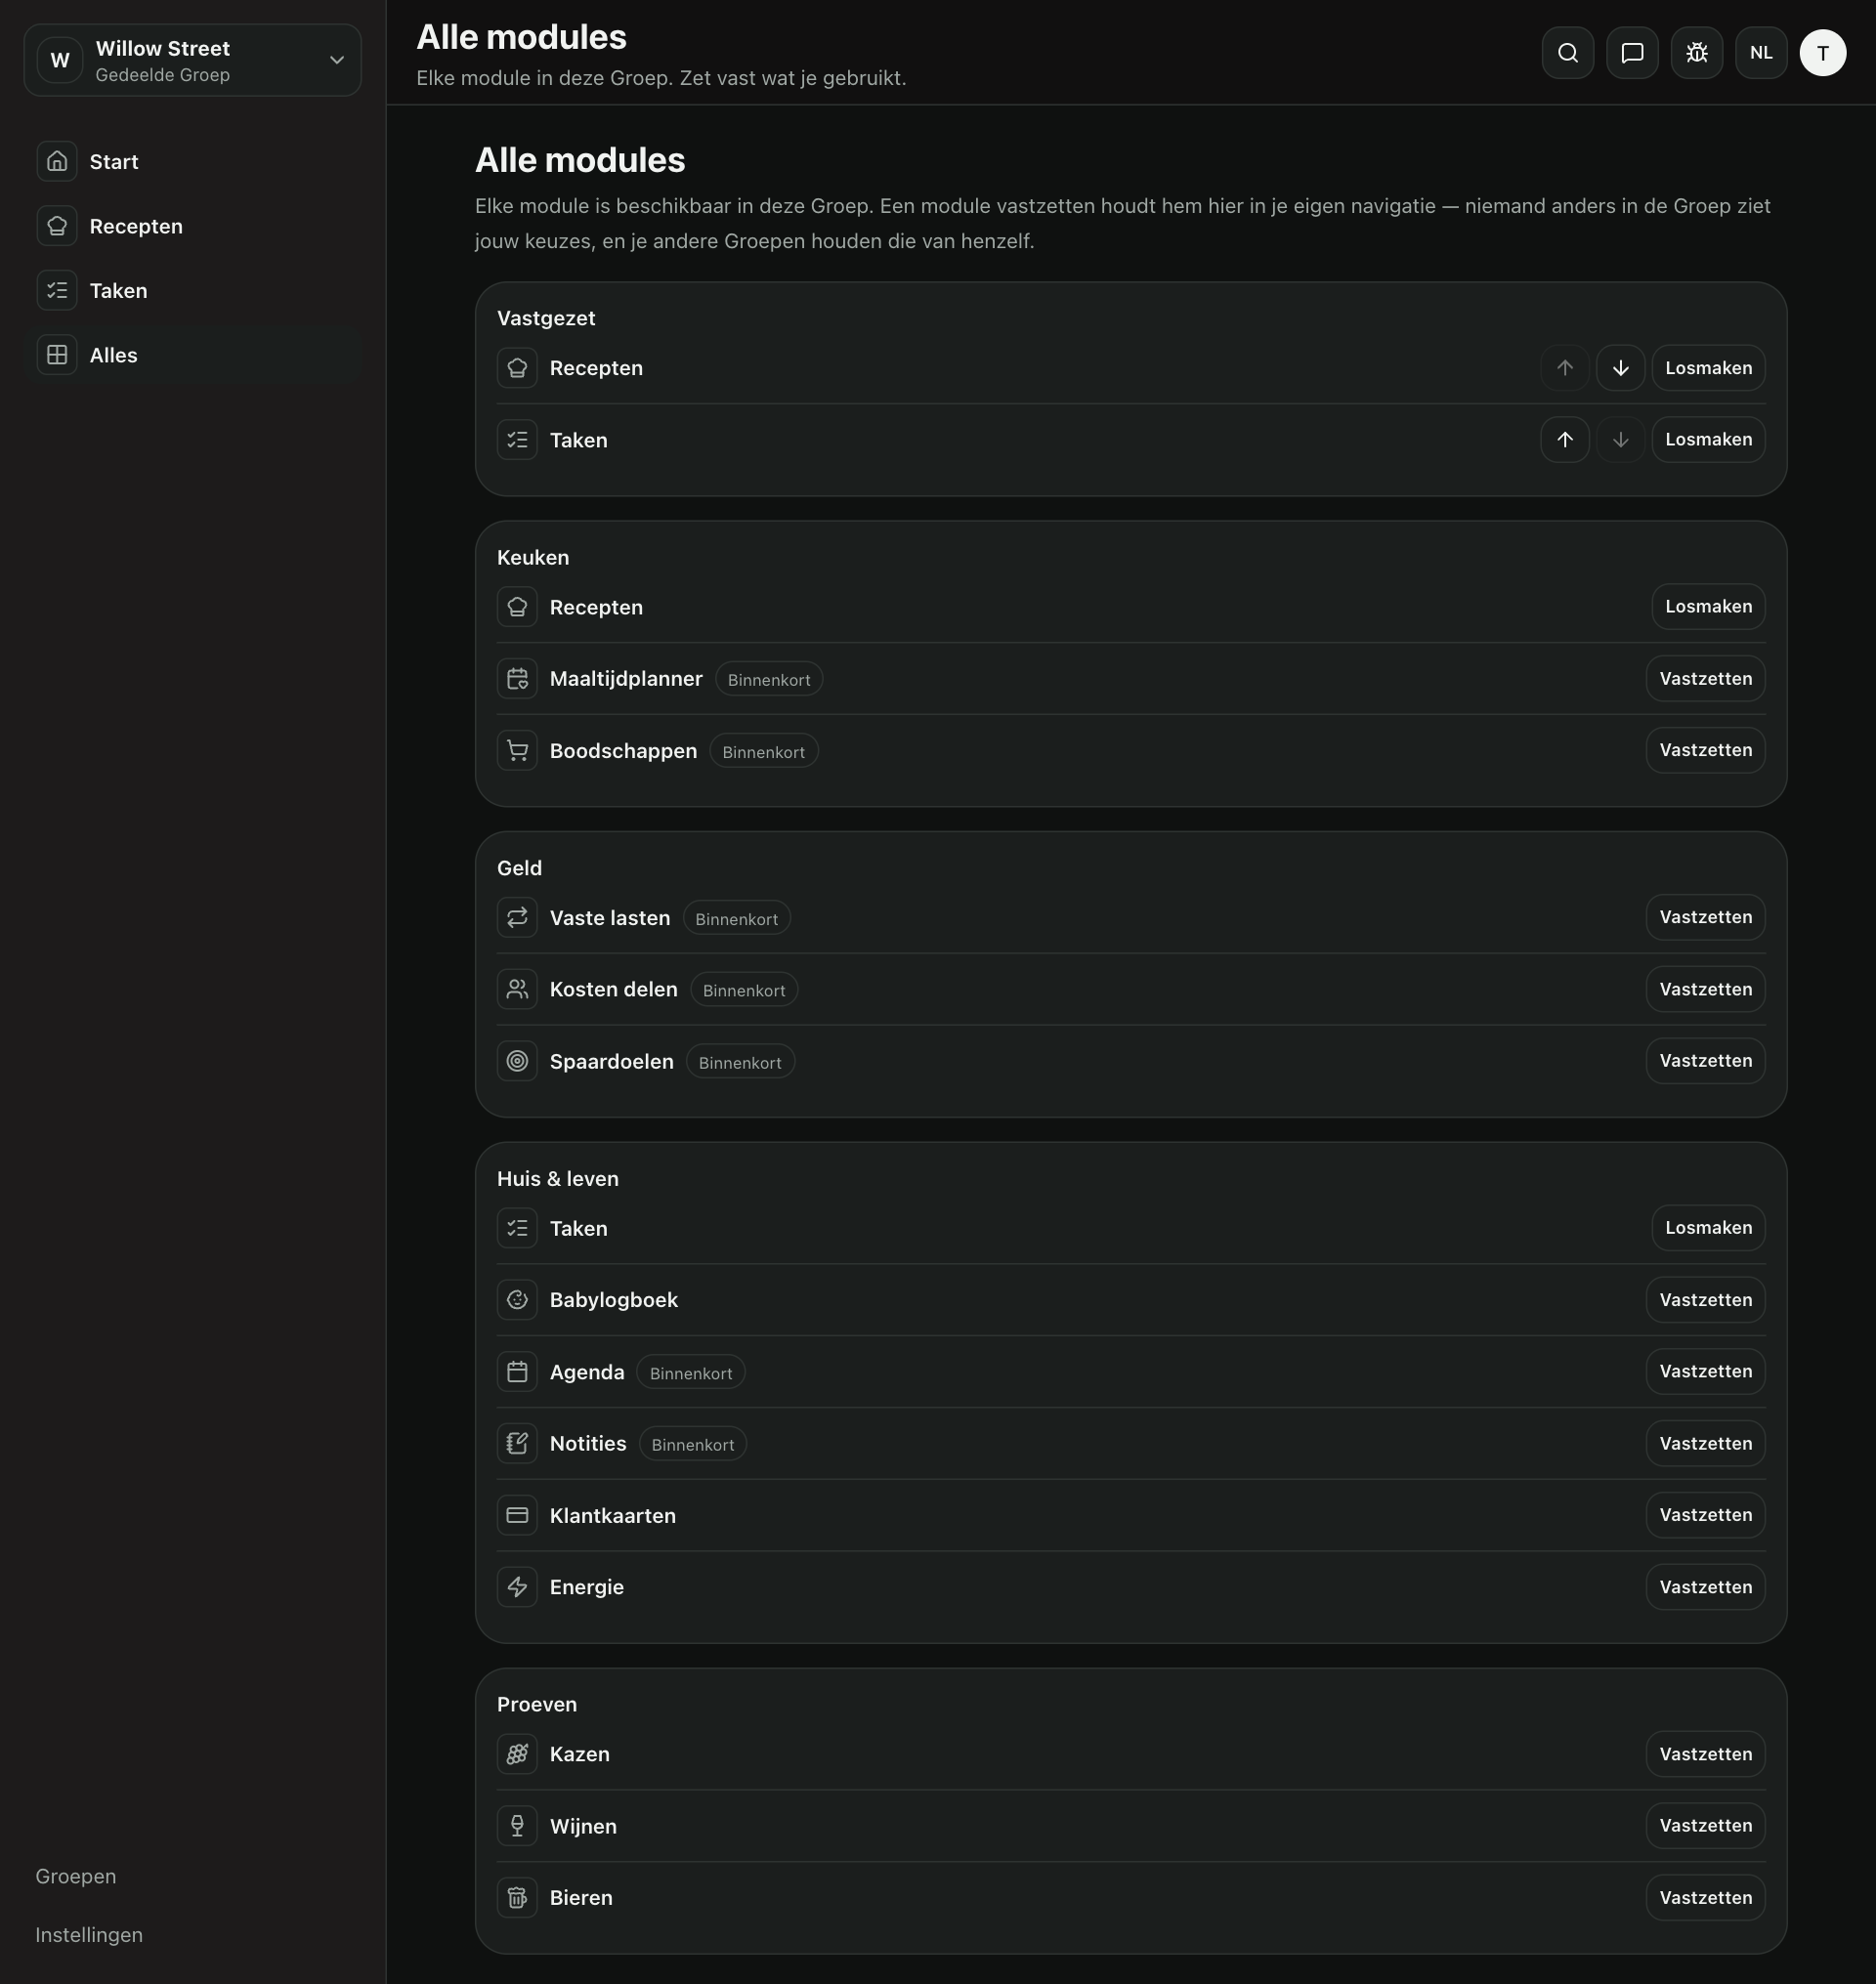 W
Willow Street
Gedeelde Groep
Start
Recepten
Taken
Alles
Groepen
Instellingen
Alle modules
Elke module in deze Groep. Zet vast wat je gebruikt.
NL
T
Alle modules
Elke module is beschikbaar in deze Groep. Een module vastzetten houdt hem hier in je eigen navigatie — niemand anders in de Groep ziet
jouw keuzes, en je andere Groepen houden die van henzelf.
Vastgezet
Recepten Losmaken
Taken Losmaken
Keuken
Recepten Losmaken
Maaltijdplanner Binnenkort Vastzetten
Boodschappen Binnenkort Vastzetten
Geld
Vaste lasten Binnenkort Vastzetten
Kosten delen Binnenkort Vastzetten
Spaardoelen Binnenkort Vastzetten
Huis & leven
Taken Losmaken
Babylogboek Vastzetten
Agenda Binnenkort Vastzetten
Notities Binnenkort Vastzetten
Klantkaarten Vastzetten
Energie Vastzetten
Proeven
Kazen Vastzetten
Wijnen Vastzetten
Bieren Vastzetten